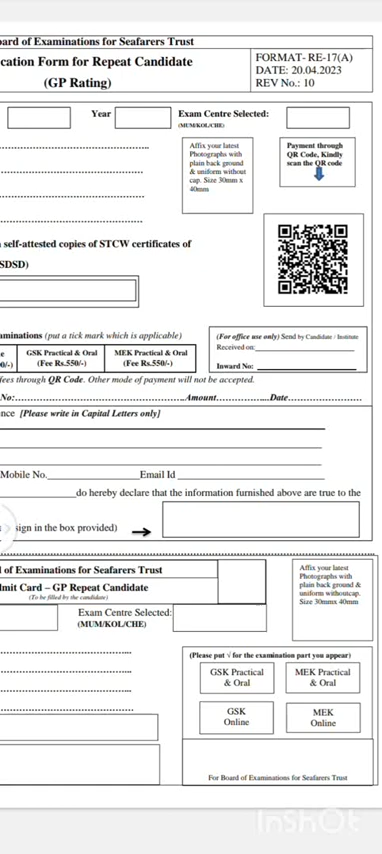 ard of Examinations for Seafarers Trust
cation Form for Repeat Candidate
(GP Rating)
FORMAT- RE-17(A)
DATE: 20.04.2023
REV No.: 10
Year
Exam Centre Selected:
(MUM/KOL/CHE)
Affix your latest
Photographs with
plain back ground
& uniform without
cap. Size 30mm x
40mm
Payment through
QR Code, Kindly
scan the QR code
self-attested copies of STCW certificates of
SDSD)
aminations (put a tick mark which is applicable)
GSK Practical & Oral
(Fee Rs.550/-)
MEK Practical & Oral
(Fee Rs.550/-)
e
0/-)
(For office use only) Send by Candidate / Institute
Received on:
Inward No:
fees through QR Code. Other mode of payment will not be accepted.
No: Amount Date
nce [Please write in Capital Letters only]
Mobile No. Email Id
do hereby declare that the information furnished above are true to the
sign in the box provided)
l of Examinations for Seafarers Trust
mit Card – GP Repeat Candidate
(To be filled by the candidate)
Exam Centre Selected:
(MUM/KOL/CHE)
Affix your latest
Photographs with
plain back ground &
uniform withoutcap.
Size 30mmx 40mm
(Please put √ for the examination part you appear)
GSK Practical
& Oral
MEK Practical
& Oral
GSK
Online
MEK
Online
For Board of Examinations for Seafarers Trust
InShOt